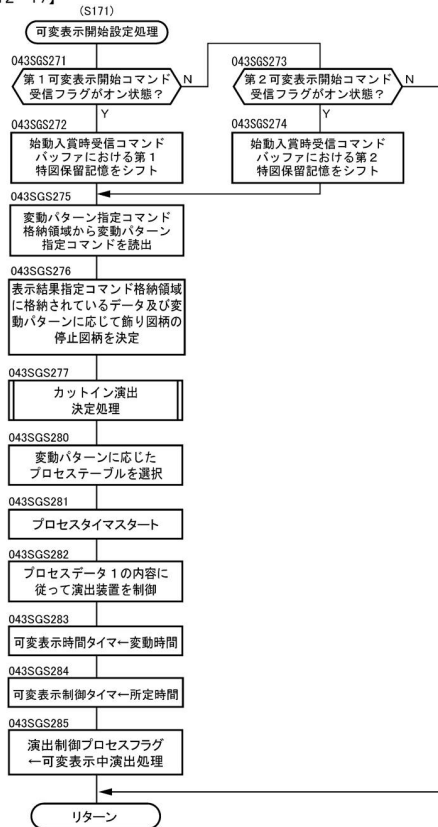 (S171)
可変表示開始設定処理
043SGS271
第1可変表示開始コマンド
受信フラグがオン状態?
N
Y
043SGS273
第2可変表示開始コマンド
受信フラグがオン状態?
N
Y
043SGS272
始動入賞時受信コマンド
バッファにおける第1
特図保留記憶をシフト
043SGS274
始動入賞時受信コマンド
バッファにおける第2
特図保留記憶をシフト
043SGS275
変動パターン指定コマンド
格納領域から変動パターン
指定コマンドを読出
043SGS276
表示結果指定コマンド格納領域
に格納されているデータ及び変
動パターンに応じて飾り図柄の
停止図柄を決定
043SGS277
カットイン演出
決定処理
043SGS280
変動パターンに応じた
プロセステーブルを選択
043SGS281
プロセスタイマスタート
043SGS282
プロセスデータ1の内容に
従って演出装置を制御
043SGS283
可変表示時間タイマ←変動時間
043SGS284
可変表示制御タイマ←所定時間
043SGS285
演出制御プロセスフラグ
←可変表示中演出処理
リターン